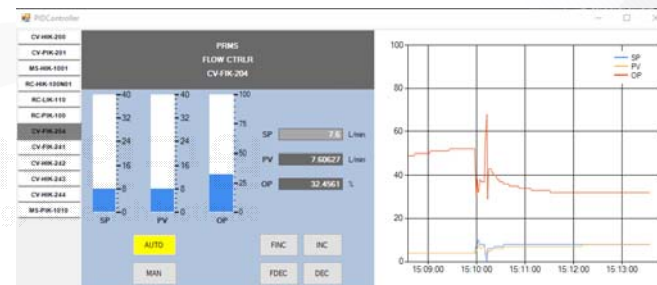 PIDController
CV-HIK-200
CV-PIK-201
MS-HIK-1001
RC-HIK-100N01
RC-LIK-110
RC-PIK-100
CV-FIK-204
CV-FIK-241
CV-HIK-242
CV-HIK-243
CV-HIK-244
MS-PIK-1010
PRMS
FLOW CTRLR
CV-FIK-204
40 40 100
32 32 75
24 24
16 16 50
8 8 25
0 0 0
SP PV OP
SP 7.6 L/min
PV 7.60627 L/min
OP 32.4561 %
AUTO FINC INC
MAN FDEC DEC
100
80
60
40
20
0
SP
PV
OP
15:09:00 15:10:00 15:11:00 15:12:00 15:13:00